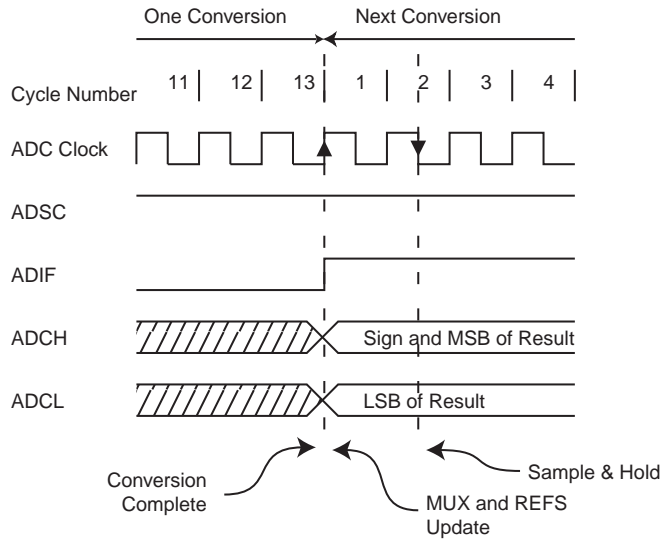 One Conversion Next Conversion
Cycle Number 11 12 13 1 2 3 4
ADC Clock
ADSC
ADIF
ADCH Sign and MSB of Result
ADCL LSB of Result
Conversion
Complete
MUX and REFS
Update
Sample & Hold